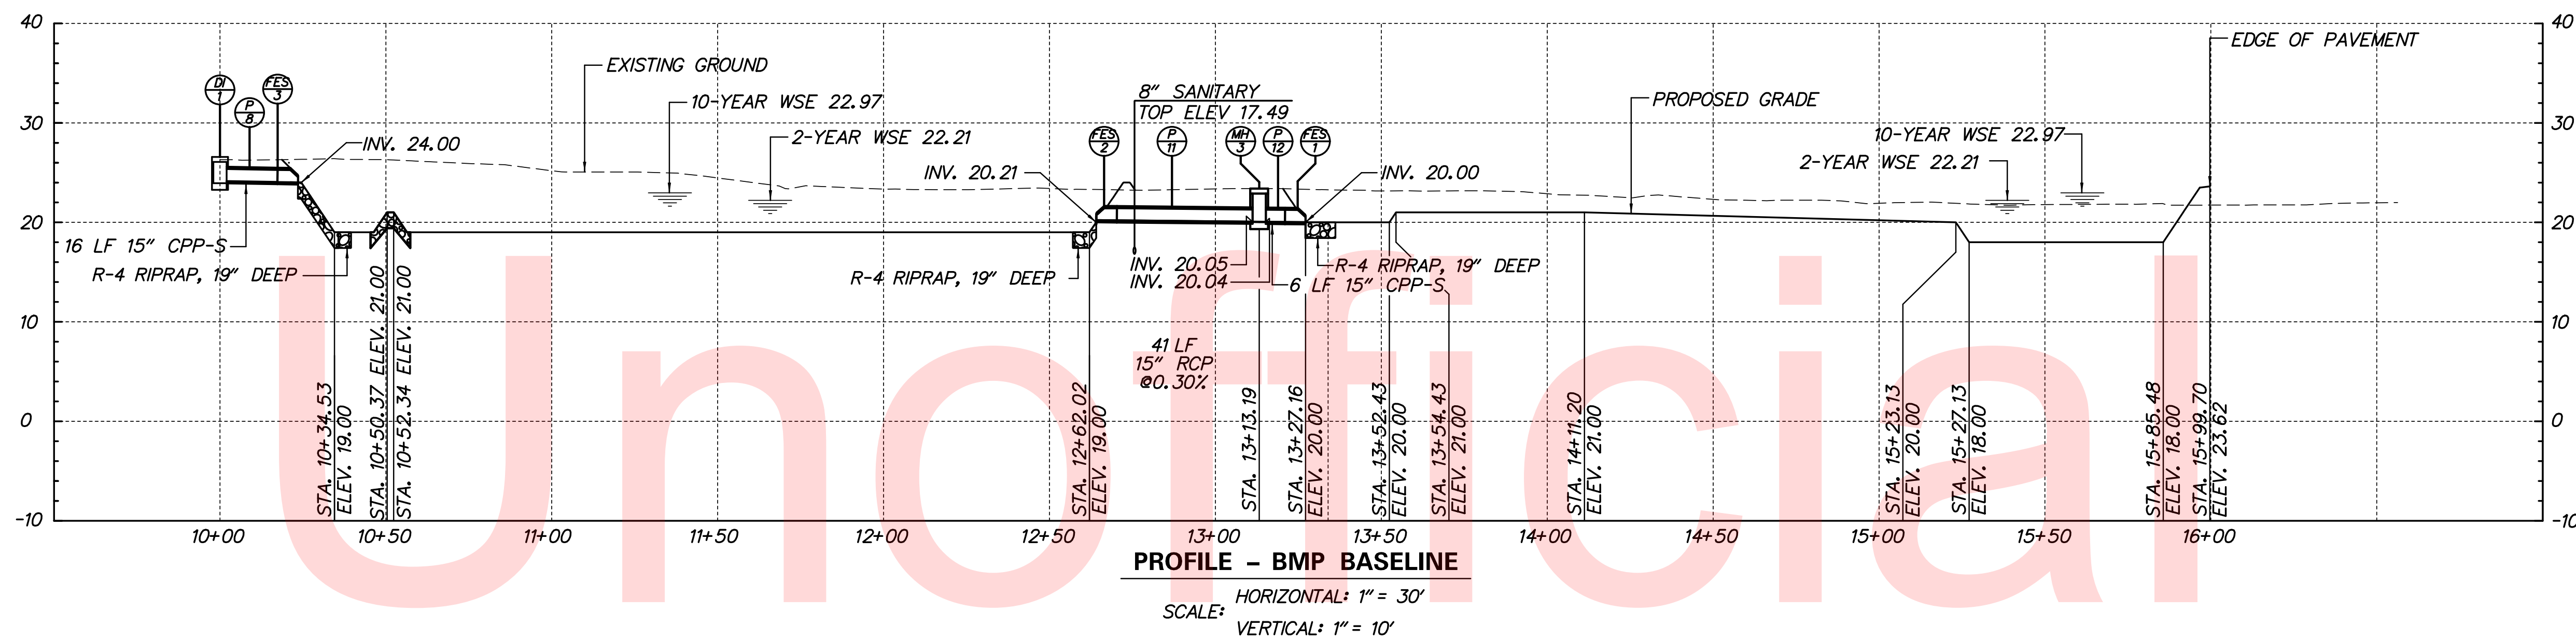 40
30
20
10
0
-10
40
30
20
10
0
-10
DI
1
P
8
FES
3
INV. 24.00
EXISTING GROUND
10-YEAR WSE 22.97
2-YEAR WSE 22.21
8" SANITARY
TOP ELEV 17.49
FES
2
P
11
MH
3
P
12
FES
1
INV. 20.21
INV. 20.00
PROPOSED GRADE
10-YEAR WSE 22.97
2-YEAR WSE 22.21
EDGE OF PAVEMENT
16 LF 15" CPP-S
R-4 RIPRAP, 19" DEEP
R-4 RIPRAP, 19" DEEP
INV. 20.05
INV. 20.04
R-4 RIPRAP, 19" DEEP
6 LF 15" CPP-S
41 LF
15" RCP
@0.30%
STA. 10+34.53
ELEV. 19.00
STA. 10+50.37 ELEV. 21.00
STA. 10+52.34 ELEV. 21.00
STA. 12+62.02
ELEV. 19.00
STA. 13+13.19
STA. 13+27.16
ELEV. 20.00
STA. 13+52.43
ELEV. 20.00
STA. 13+54.43
ELEV. 21.00
STA. 14+11.20
ELEV. 21.00
STA. 15+23.13
ELEV. 20.00
STA. 15+27.13
ELEV. 18.00
STA. 15+85.48
ELEV. 18.00
STA. 15+99.70
ELEV. 23.62
10+00
10+50
11+00
11+50
12+00
12+50
13+00
13+50
14+00
14+50
15+00
15+50
16+00
Unofficial
PROFILE - BMP BASELINE
SCALE:
HORIZONTAL: 1" = 30'
VERTICAL: 1" = 10'